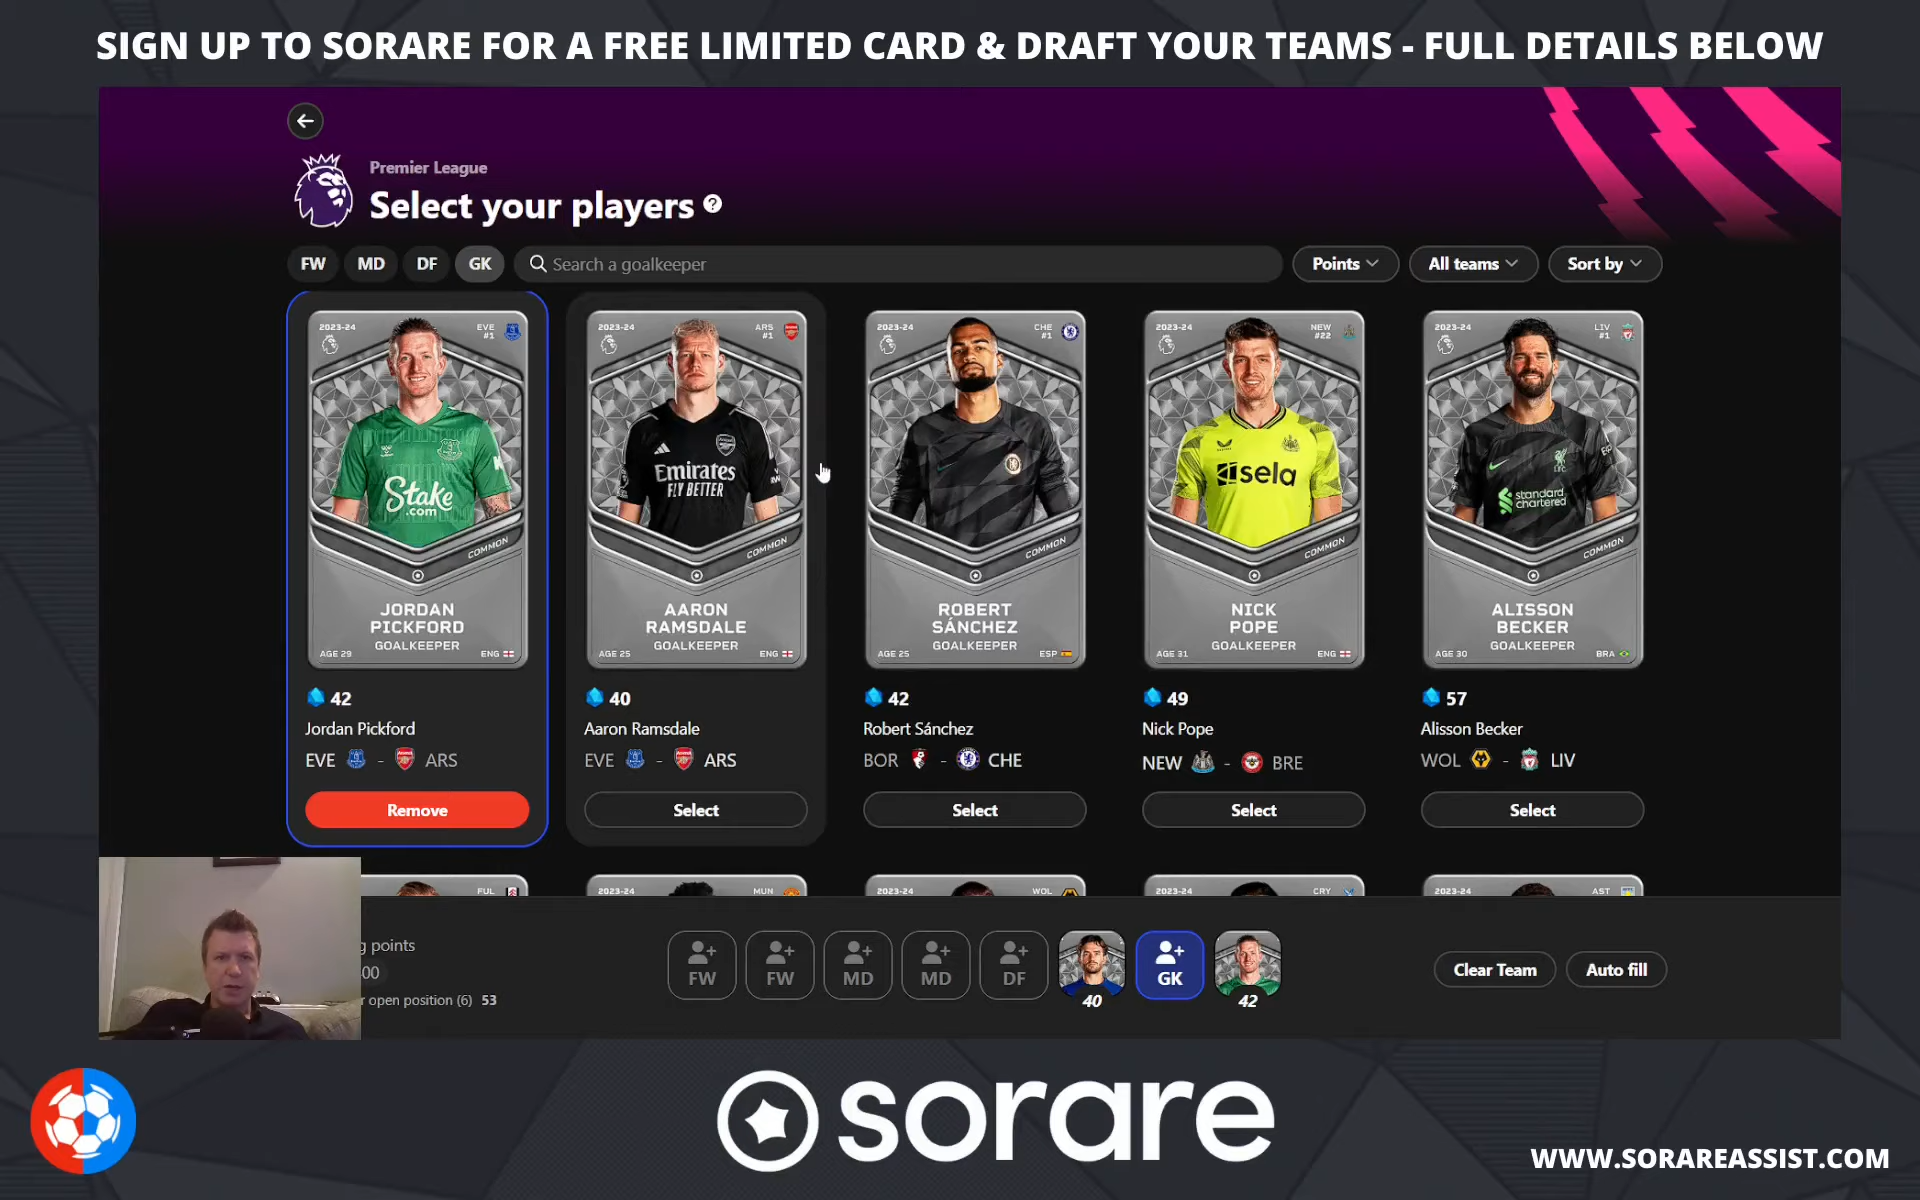 SIGN UP TO SORARE FOR A FREE LIMITED CARD & DRAFT YOUR TEAMS - FULL DETAILS BELOW
Premier League
Select your players ?
FW MD DF GK Search a goalkeeper Points All teams Sort by
2023-24 EVE #1
Stake.com
COMMON
JORDAN
PICKFORD
GOALKEEPER
AGE 29 ENG
42
Jordan Pickford
EVE - ARS
Remove
2023-24 ARS #1
Emirates
FLY BETTER
COMMON
AARON
RAMSDALE
GOALKEEPER
AGE 25 ENG
40
Aaron Ramsdale
EVE - ARS
Select
2023-24 CHE #1
COMMON
ROBERT
SÁNCHEZ
GOALKEEPER
AGE 25 ESP
42
Robert Sánchez
BOR - CHE
Select
2023-24 NEW #22
sela
COMMON
NICK
POPE
GOALKEEPER
AGE 31 ENG
49
Nick Pope
NEW - BRE
Select
2023-24 LIV #1
standard
chartered
COMMON
ALISSON
BECKER
GOALKEEPER
AGE 30 BRA
57
Alisson Becker
WOL - LIV
Select
FUL
2023-24 MUN
2023-24 WOL
2023-24 CRY
2023-24 AST
g points
00
r open position (6) 53
FW FW MD MD DF 40 GK 42
Clear Team Auto fill
sorare
WWW.SORAREASSIST.COM